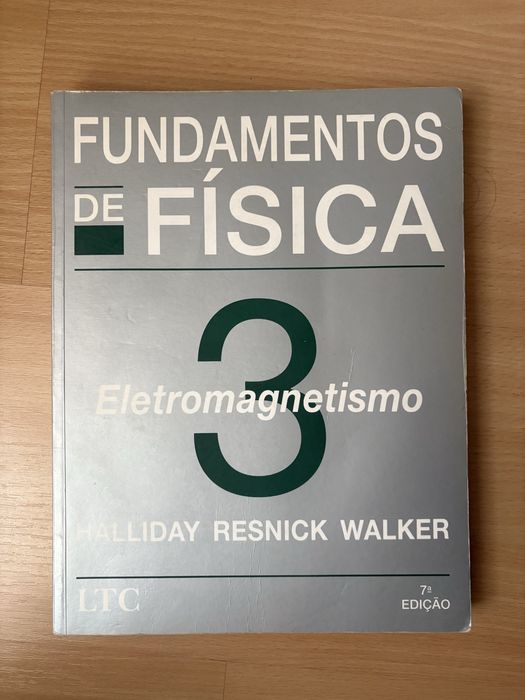 FUNDAMENTOS
DE FÍSICA
3
Eletromagnetismo
HALLIDAY RESNICK WALKER
LTC
7ª
EDIÇÃO